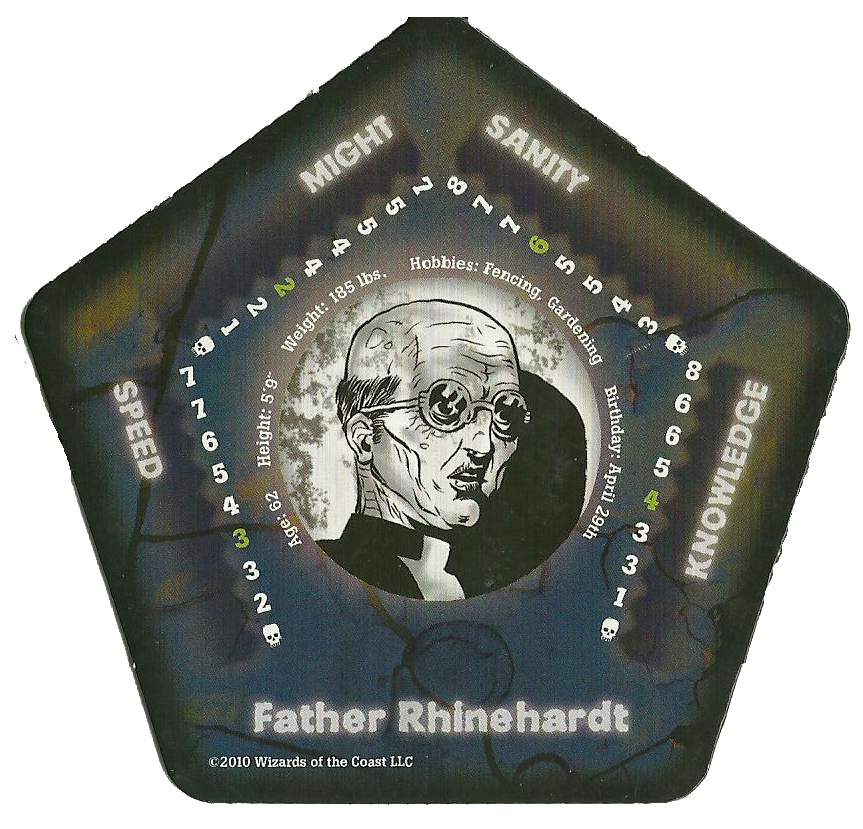 MIGHT
1 2 2 4 4 5 5 7
SANITY
8 7 7 6 5 5 4 3
SPEED
7 7 6 5 4 3 3 2
KNOWLEDGE
8 6 6 5 4 3 3 1
Age: 62 Height: 5'9" Weight: 185 lbs. Hobbies: Fencing, Gardening Birthday: April 29th
Father Rhinehardt
©2010 Wizards of the Coast LLC